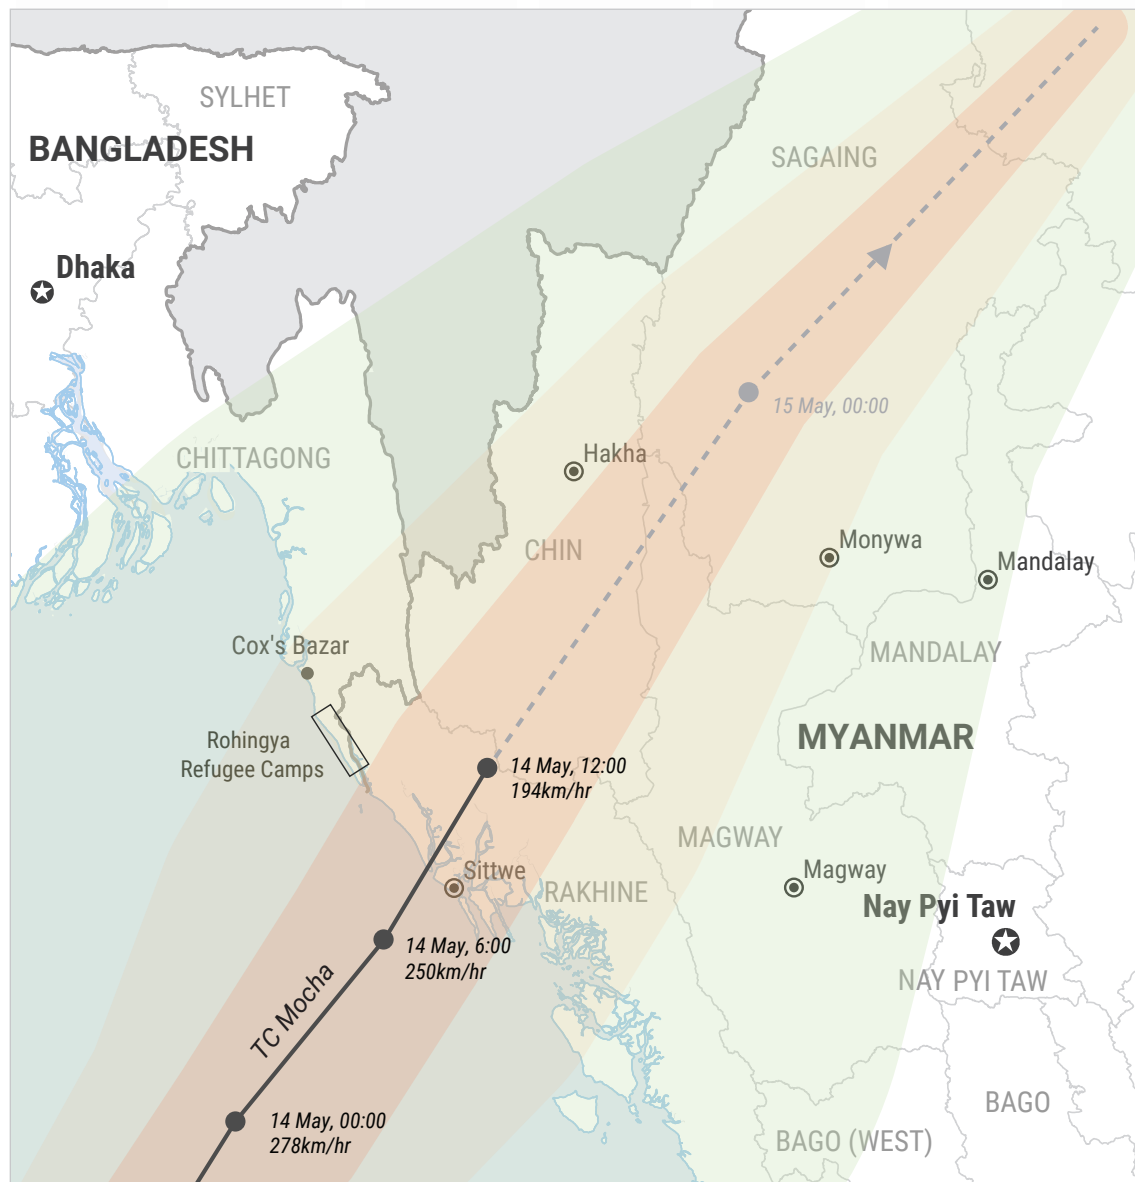 SYLHET
BANGLADESH
SAGAING
Dhaka
15 May, 00:00
CHITTAGONG
Hakha
CHIN
Monywa
Mandalay
Cox's Bazar
MANDALAY
Rohingya
Refugee Camps
MYANMAR
14 May, 12:00
194km/hr
MAGWAY
Sittwe
Magway
RAKHINE
Nay Pyi Taw
14 May, 6:00
250km/hr
NAY PYI TAW
TC Mocha
14 May, 00:00
278km/hr
BAGO
BAGO (WEST)